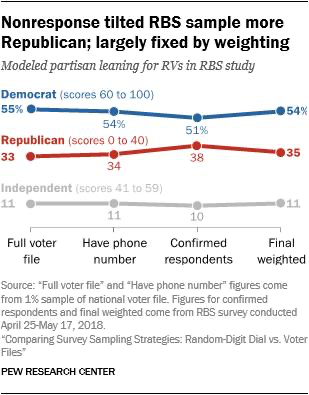 Nonresponse tilted RBS sample more
Republican; largely fixed by weighting
Modeled partisan leaning for RVs in RBS study
Democrat (scores 60 to 100)
55%
54%
51%
54%
Republican (scores 0 to 40)
33
34
38
35
Independent (scores 41 to 59)
11
11
10
11
Full voter
file
Have phone
number
Confirmed
respondents
Final
weighted
Source: “Full voter file” and “Have phone number” figures come
from 1% sample of national voter file. Figures for confirmed
respondents and final weighted come from RBS survey conducted
April 25-May 17, 2018.
“Comparing Survey Sampling Strategies: Random-Digit Dial vs. Voter
Files”
PEW RESEARCH CENTER